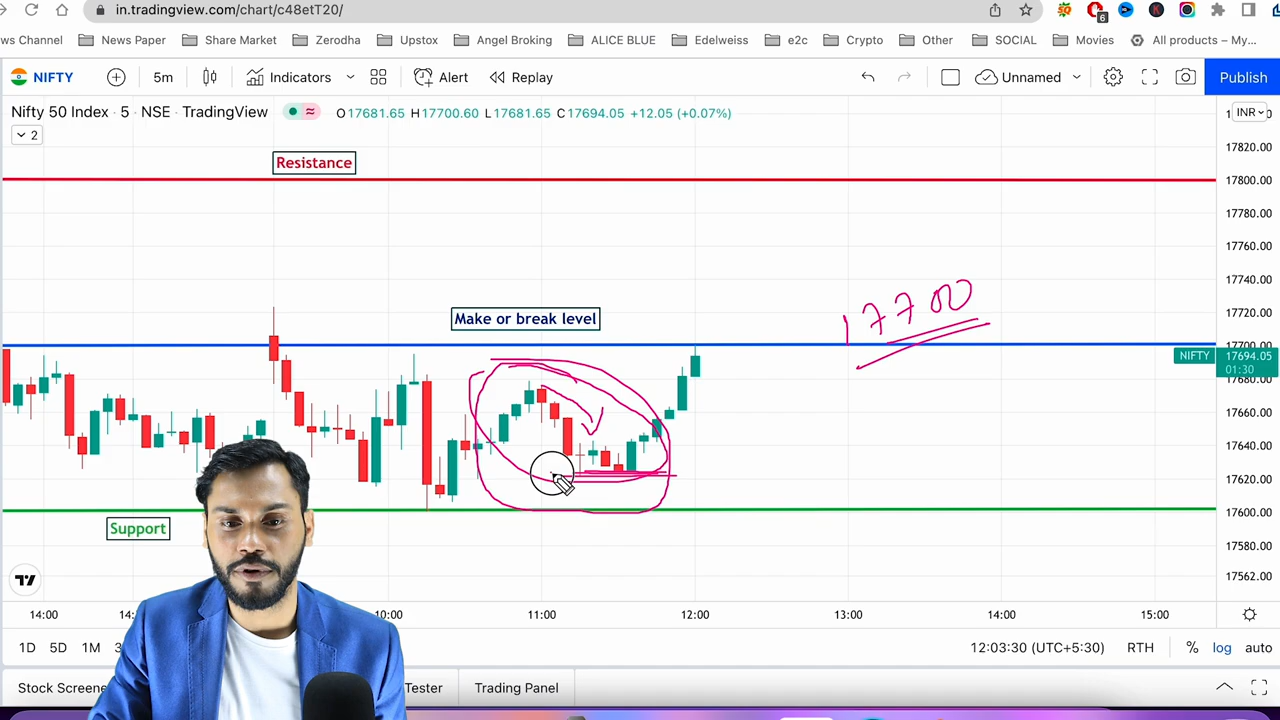 in.tradingview.com/chart/c48etT20/
6
ws Channel News Paper Share Market Zerodha Upstox Angel Broking ALICE BLUE Edelweiss e2c Crypto Other SOCIAL Movies All products – My...
NIFTY 5m Indicators Alert Replay Unnamed Publish
Nifty 50 Index · 5 · NSE · TradingView O17681.65 H17700.60 L17681.65 C17694.05 +12.05 (+0.07%) INR
2
17820.00
Resistance
17800.00
17780.00
17760.00
17740.00
17700
Make or break level
17720.00
17700.00
NIFTY 17694.05
01:30
17680.00
17660.00
17640.00
17620.00
17600.00
Support
17580.00
17562.00
14:00 10:00 11:00 12:00 13:00 14:00 15:00
1D 5D 1M 12:03:30 (UTC+5:30) RTH % log auto
Stock Tester Trading Panel